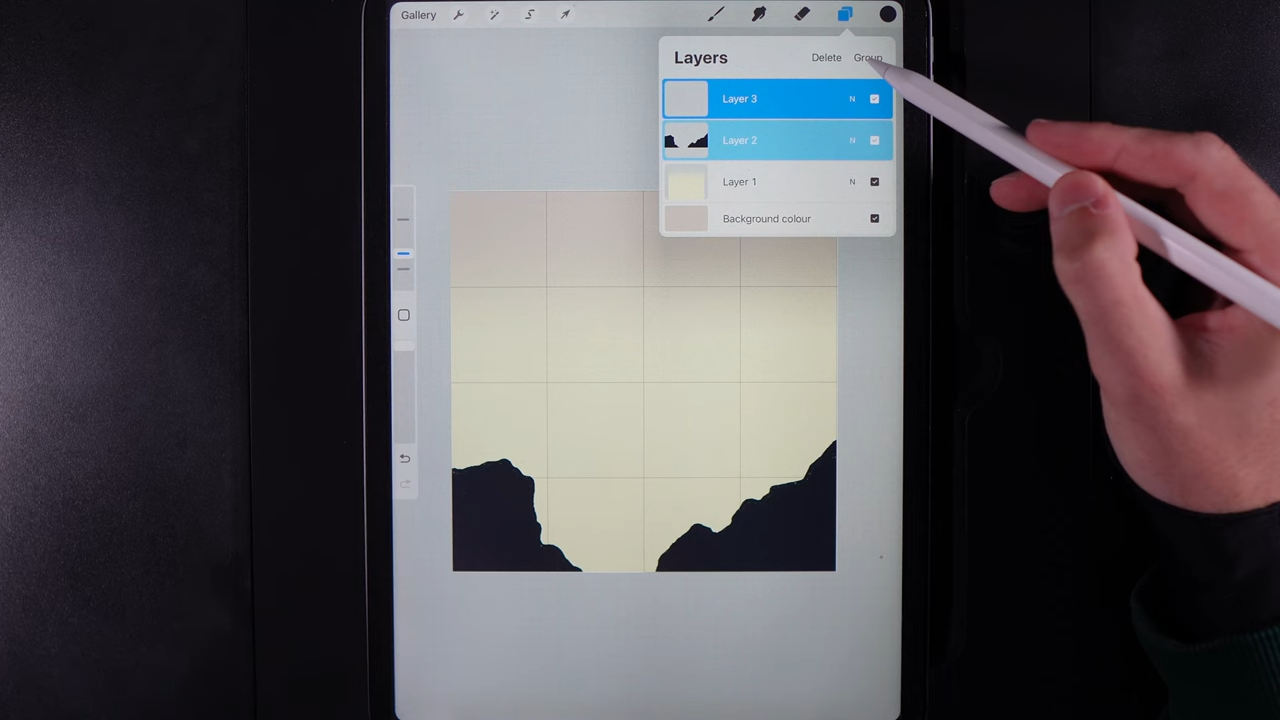 Gallery
Layers Delete Group
Layer 3 N
Layer 2 N
Layer 1 N
Background colour